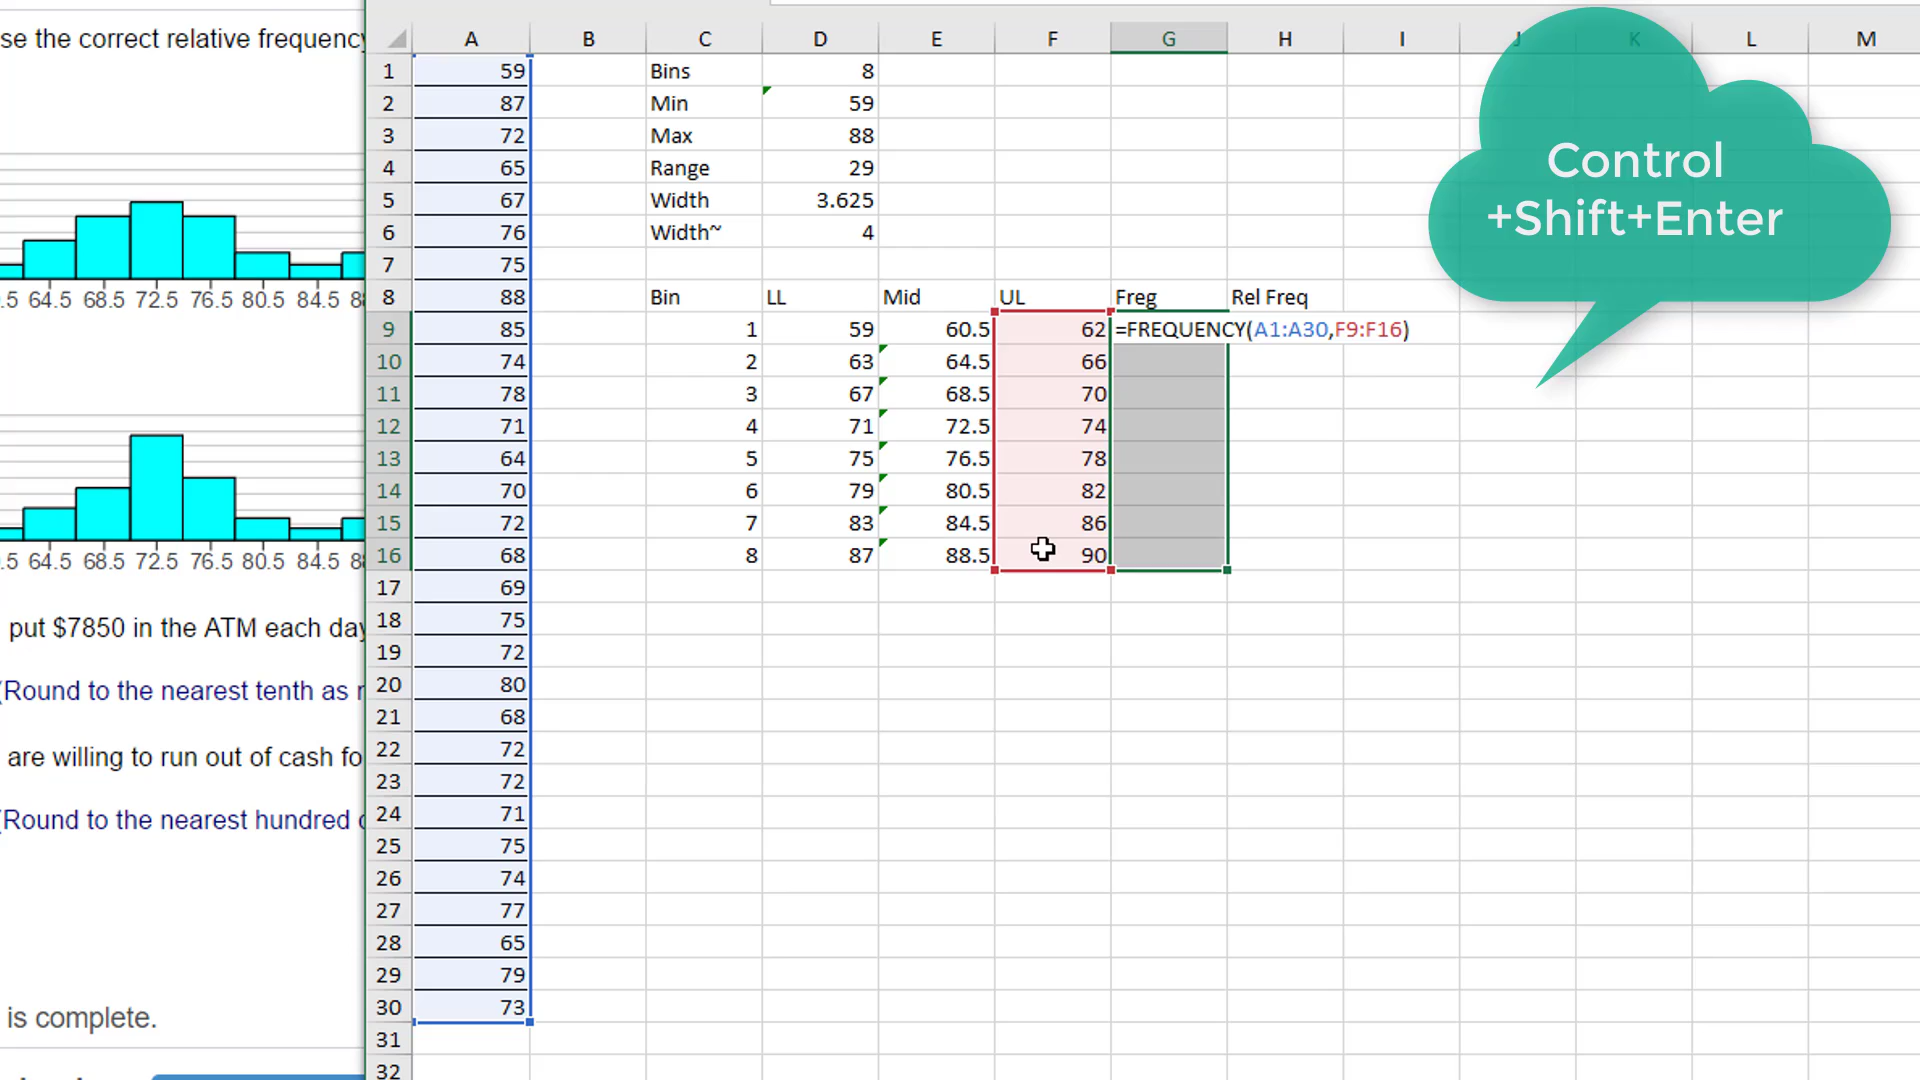 se the correct relative frequency
64.5 68.5 72.5 76.5 80.5 84.5
64.5 68.5 72.5 76.5 80.5 84.5
put $7850 in the ATM each day
(Round to the nearest tenth as
are willing to run out of cash fo
(Round to the nearest hundred
is complete.
A B C D E F G H I J K L M
1 59 Bins 8
2 87 Min 59
3 72 Max 88
4 65 Range 29
5 67 Width 3.625
6 76 Width~ 4
7 75
8 88 Bin LL Mid UL Freg Rel Freq
9 85 1 59 60.5 62 =FREQUENCY(A1:A30,F9:F16)
10 74 2 63 64.5 66
11 78 3 67 68.5 70
12 71 4 71 72.5 74
13 64 5 75 76.5 78
14 70 6 79 80.5 82
15 72 7 83 84.5 86
16 68 8 87 88.5 90
17 69
18 75
19 72
20 80
21 68
22 72
23 72
24 71
25 75
26 74
27 77
28 65
29 79
30 73
31
32
Control
+Shift+Enter